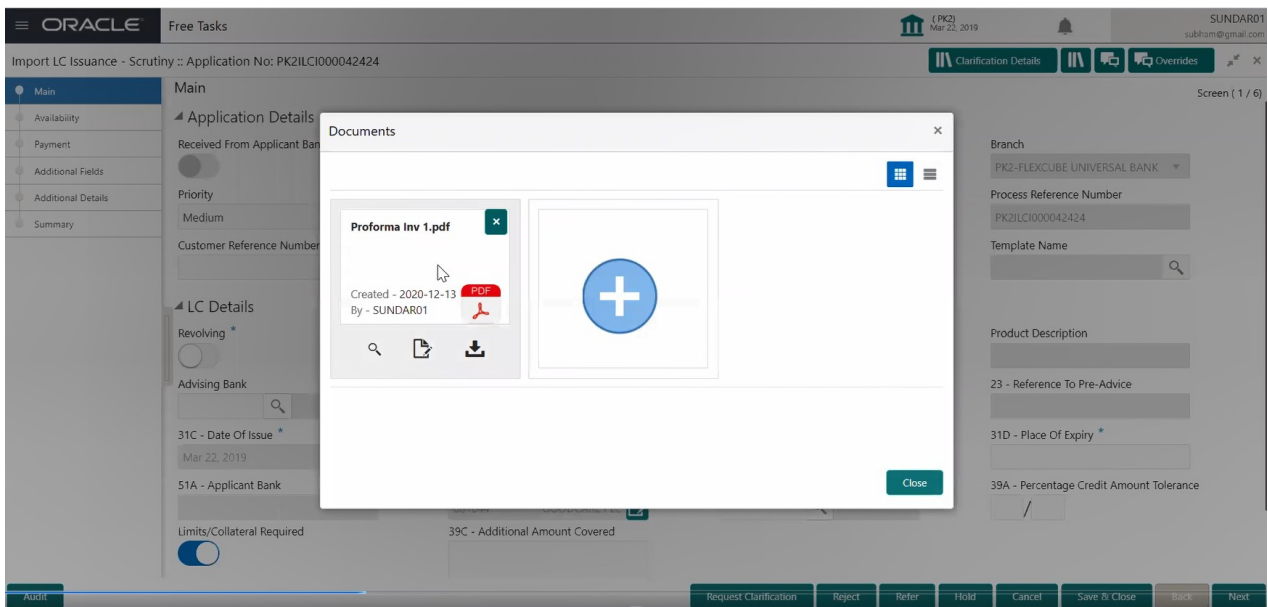 ORACLE
Free Tasks
(PK2)
Mar 22, 2019
SUNDAR01
subham@gmail.com
Import LC Issuance - Scrutiny :: Application No: PK2ILCI000042424
Clarification Details
Overrides
Main
Availability
Payment
Additional Fields
Additional Details
Summary
Main
Screen ( 1 / 6)
Application Details
Received From Applicant Ban
Priority
Medium
Customer Reference Number
LC Details
Revolving *
Advising Bank
31C - Date Of Issue *
Mar 22, 2019
51A - Applicant Bank
Limits/Collateral Required
39C - Additional Amount Covered
Documents
Proforma Inv 1.pdf
Created - 2020-12-13
By - SUNDAR01
PDF
Close
Branch
PK2-FLEXCUBE UNIVERSAL BANK
Process Reference Number
PK2ILCI000042424
Template Name
Product Description
23 - Reference To Pre-Advice
31D - Place Of Expiry *
39A - Percentage Credit Amount Tolerance
/
Audit
Request Clarification
Reject
Refer
Hold
Cancel
Save & Close
Back
Next